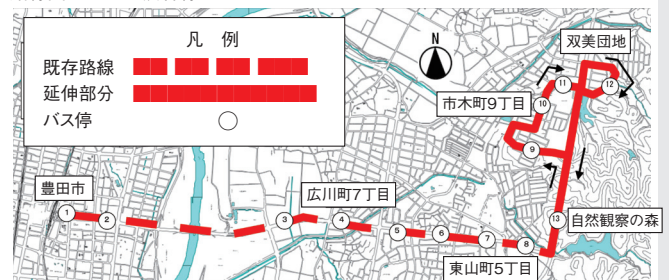 凡 例
既存路線
延伸部分
バス停
N
双美団地
市木町9丁目
11
12
10
9
豊田市
広川町7丁目
1
2
3
4
5
6
7
8
13
自然観察の森
東山町5丁目